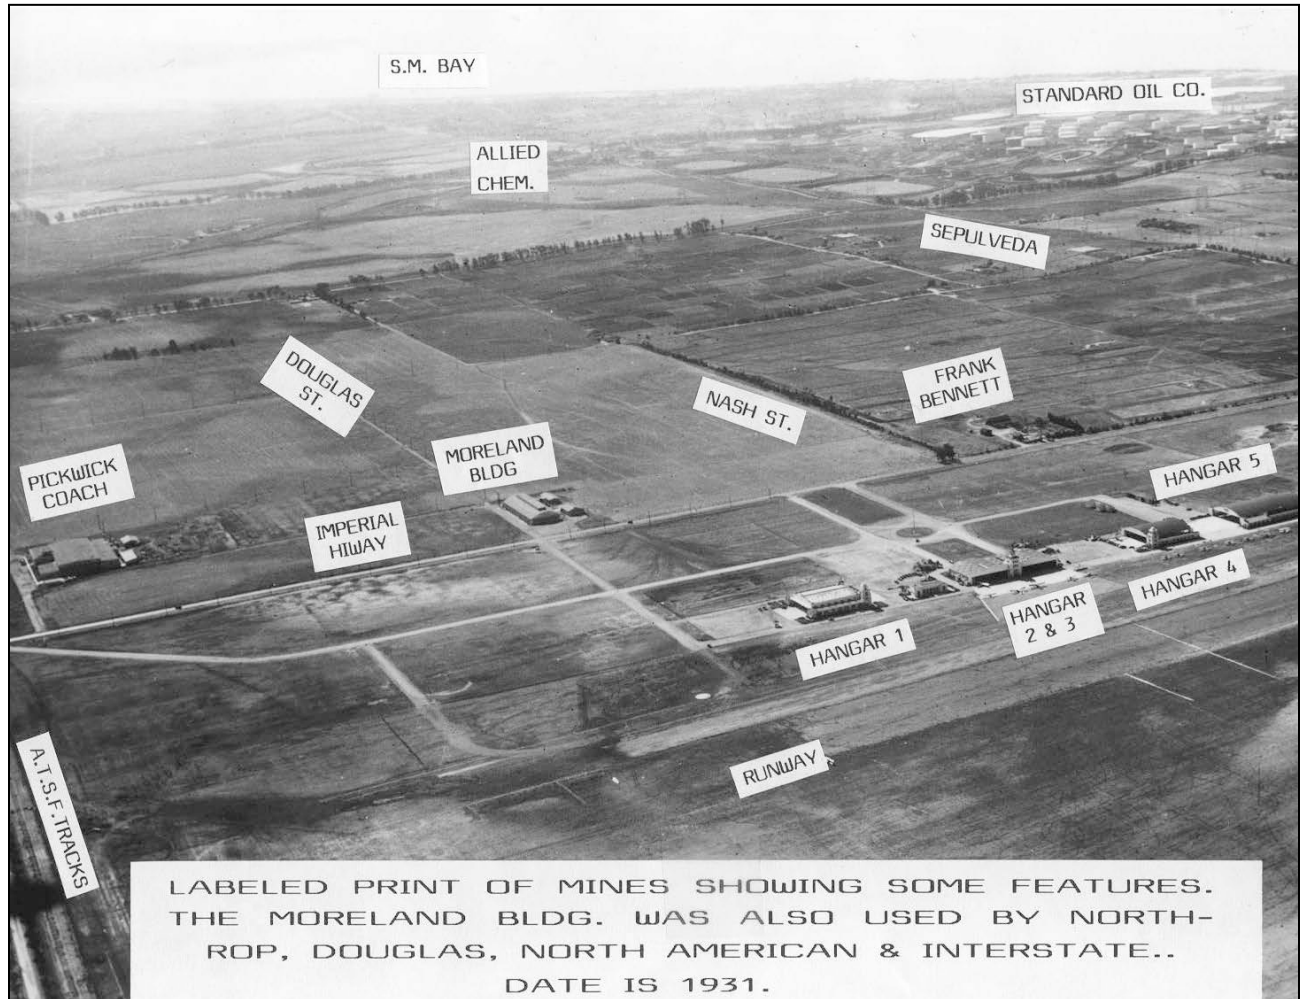 S.M. BAY
STANDARD OIL CO.
ALLIED
CHEM.
SEPULVEDA
DOUGLAS
ST.
FRANK
BENNETT
NASH ST.
MORELAND
BLDG
PICKWICK
COACH
HANGAR 5
IMPERIAL
HIWAY
HANGAR 4
HANGAR
2 & 3
HANGAR 1
RUNWAY
A.T.S.F. TRACKS
LABELED PRINT OF MINES SHOWING SOME FEATURES.
THE MORELAND BLDG. WAS ALSO USED BY NORTH-
ROP, DOUGLAS, NORTH AMERICAN & INTERSTATE..
DATE IS 1931.